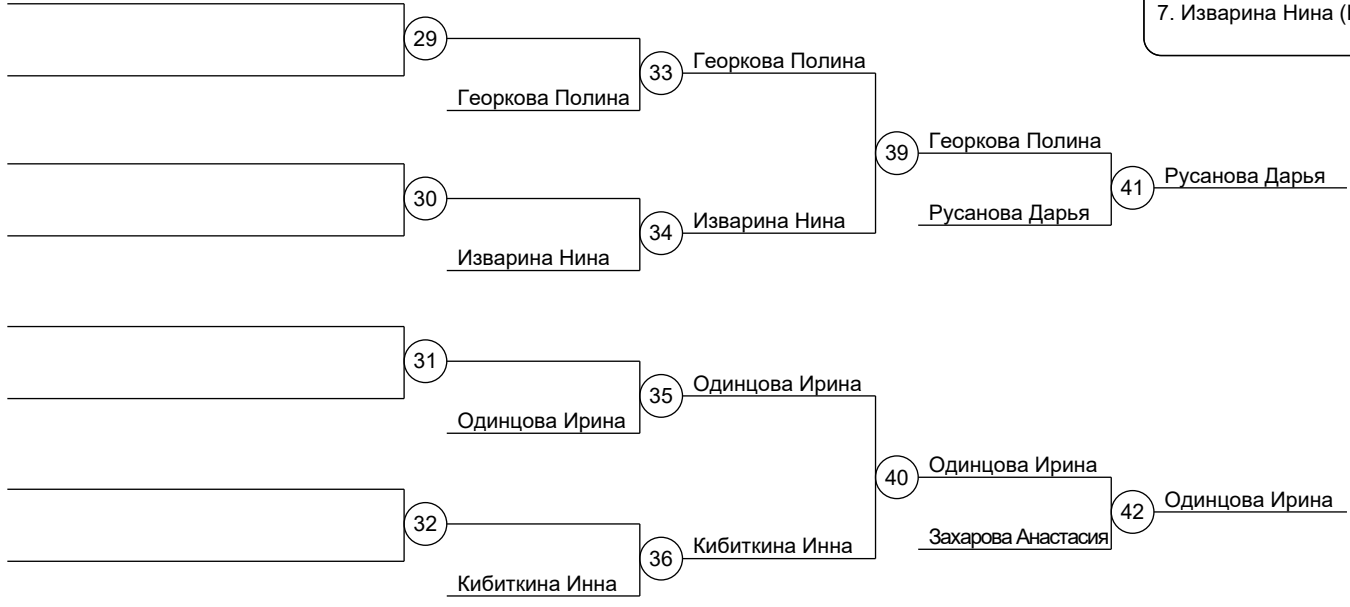 7. Изварина Нина (
29
Георкова Полина
33
Георкова Полина
Георкова Полина
39
Русанова Дарья
41
Русанова Дарья
30
Изварина Нина
34
Изварина Нина
31
Одинцова Ирина
35
Одинцова Ирина
40
Одинцова Ирина
42
Одинцова Ирина
Захарова Анастасия
32
Кибиткина Инна
36
Кибиткина Инна